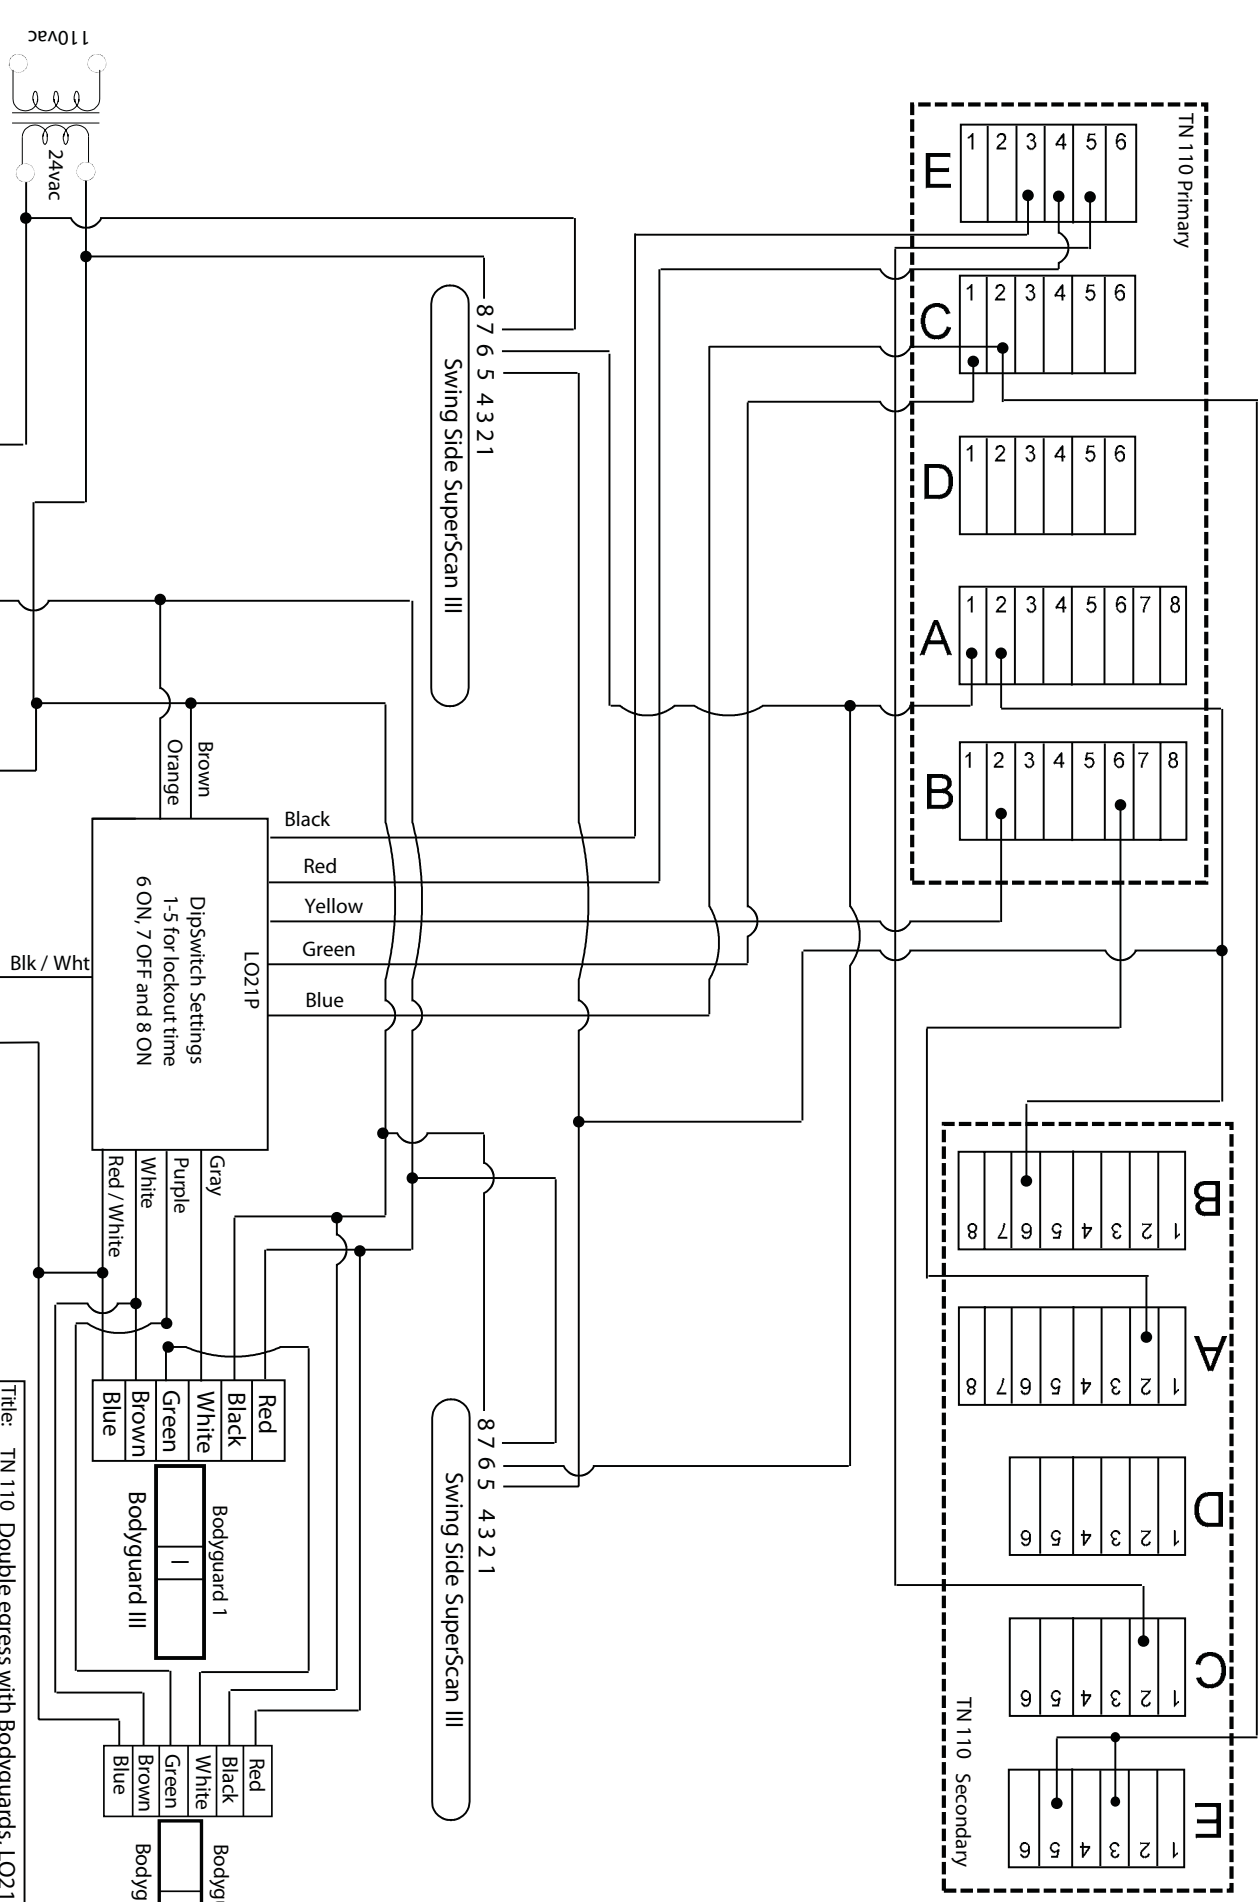 110vac
24vac
TN 110 Primary
E
1 2 3 4 5 6
C
1 2 3 4 5 6
D
1 2 3 4 5 6
A
1 2 3 4 5 6 7 8
B
1 2 3 4 5 6 7 8
8 7 6 5 4 3 2 1
Swing Side SuperScan III
Orange
Brown
Black
Red
Yellow
Green
Blue
Blk / Wht
LO21P
DipSwitch Settings
1-5 for lockout time
6 ON, 7 OFF and 8 ON
Red / White
White
Purple
Gray
Blue
Brown
Green
White
Black
Red
Bodyguard 1
Bodyguard III
8 7 6 5 4 3 2 1
Swing Side SuperScan III
Blue
Brown
Green
White
Black
Red
B
8 7 6 5 4 3 2 1
A
8 7 6 5 4 3 2 1
D
6 5 4 3 2 1
C
6 5 4 3 2 1
E
6 5 4 3 2 1
TN 110 Secondary
Title: TN 110 Double egress with Bodyguards, LO21